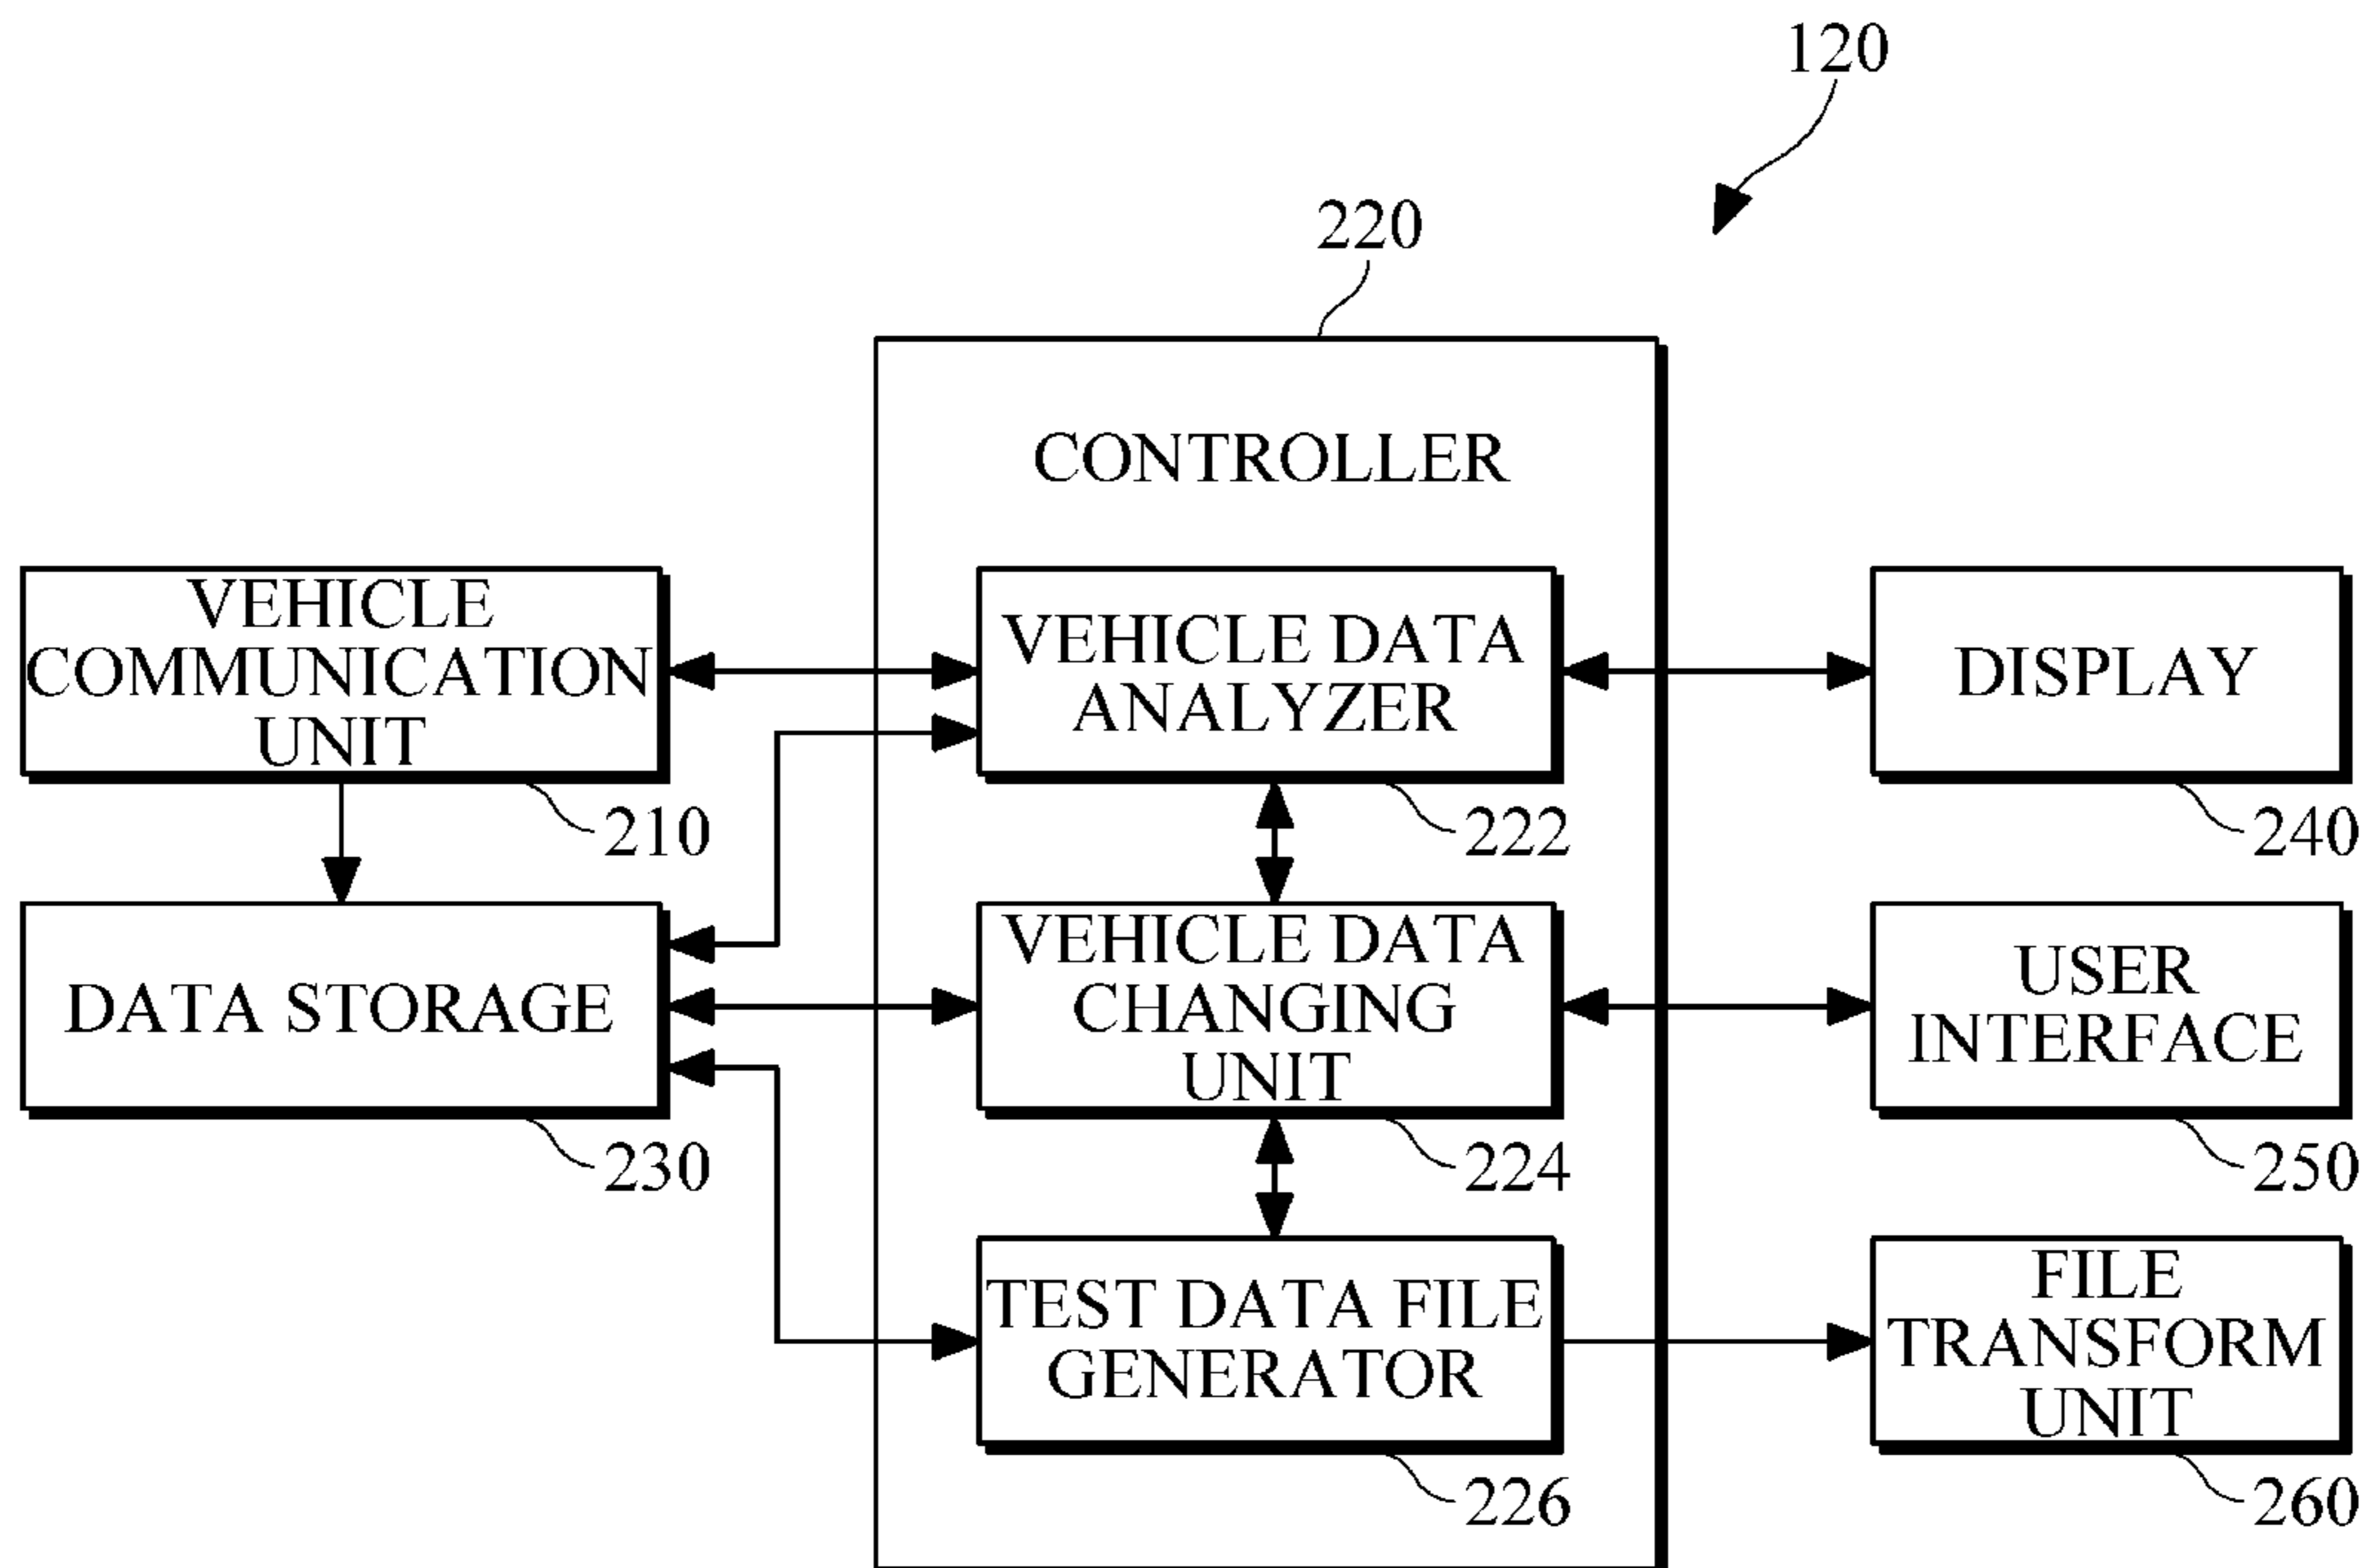 120
220
CONTROLLER
VEHICLE
COMMUNICATION
UNIT
210
VEHICLE DATA
ANALYZER
222
DISPLAY
240
DATA STORAGE
230
VEHICLE DATA
CHANGING
UNIT
224
USER
INTERFACE
250
TEST DATA FILE
GENERATOR
226
FILE
TRANSFORM
UNIT
260